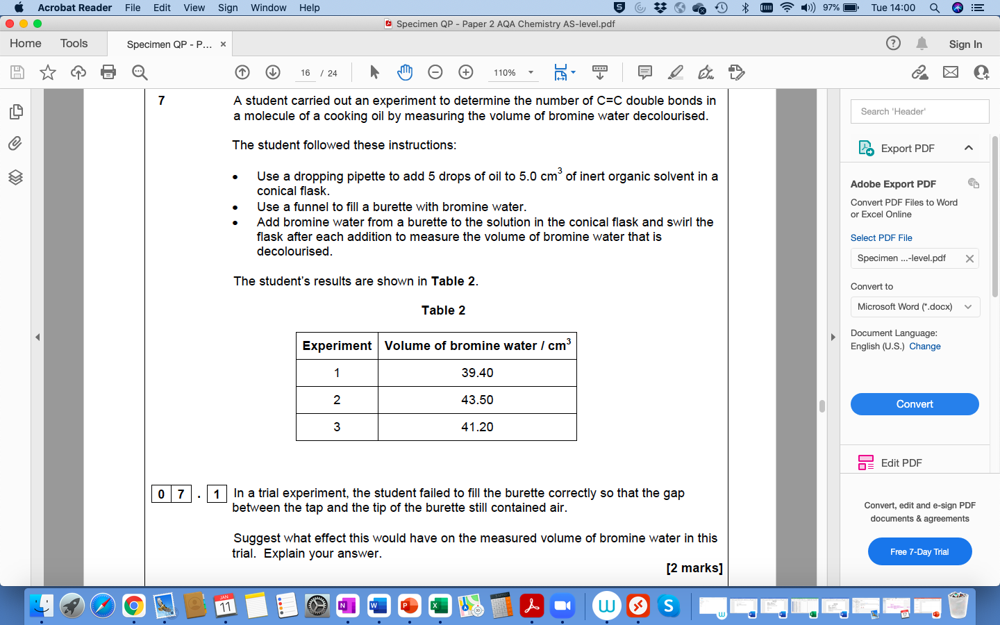 Acrobat Reader File Edit View Sign Window Help 97% Tue 14:00
Specimen QP - Paper 2 AQA Chemistry AS-level.pdf
Home Tools Specimen QP - P... × Sign In
16 / 24 110%
7 A student carried out an experiment to determine the number of C=C double bonds in
a molecule of a cooking oil by measuring the volume of bromine water decolourised.
The student followed these instructions:
• Use a dropping pipette to add 5 drops of oil to 5.0 cm³ of inert organic solvent in a
conical flask.
• Use a funnel to fill a burette with bromine water.
• Add bromine water from a burette to the solution in the conical flask and swirl the
flask after each addition to measure the volume of bromine water that is
decolourised.
The student's results are shown in Table 2.
Table 2
Experiment Volume of bromine water / cm³
1 39.40
2 43.50
3 41.20
0 7 . 1 In a trial experiment, the student failed to fill the burette correctly so that the gap
between the tap and the tip of the burette still contained air.
Suggest what effect this would have on the measured volume of bromine water in this
trial. Explain your answer.
[2 marks]
Search 'Header'
Export PDF
Adobe Export PDF
Convert PDF Files to Word
or Excel Online
Select PDF File
Specimen ...-level.pdf
Convert to
Microsoft Word (*.docx)
Document Language:
English (U.S.) Change
Convert
Edit PDF
Convert, edit and e-sign PDF
documents & agreements
Free 7-Day Trial
JAN
11